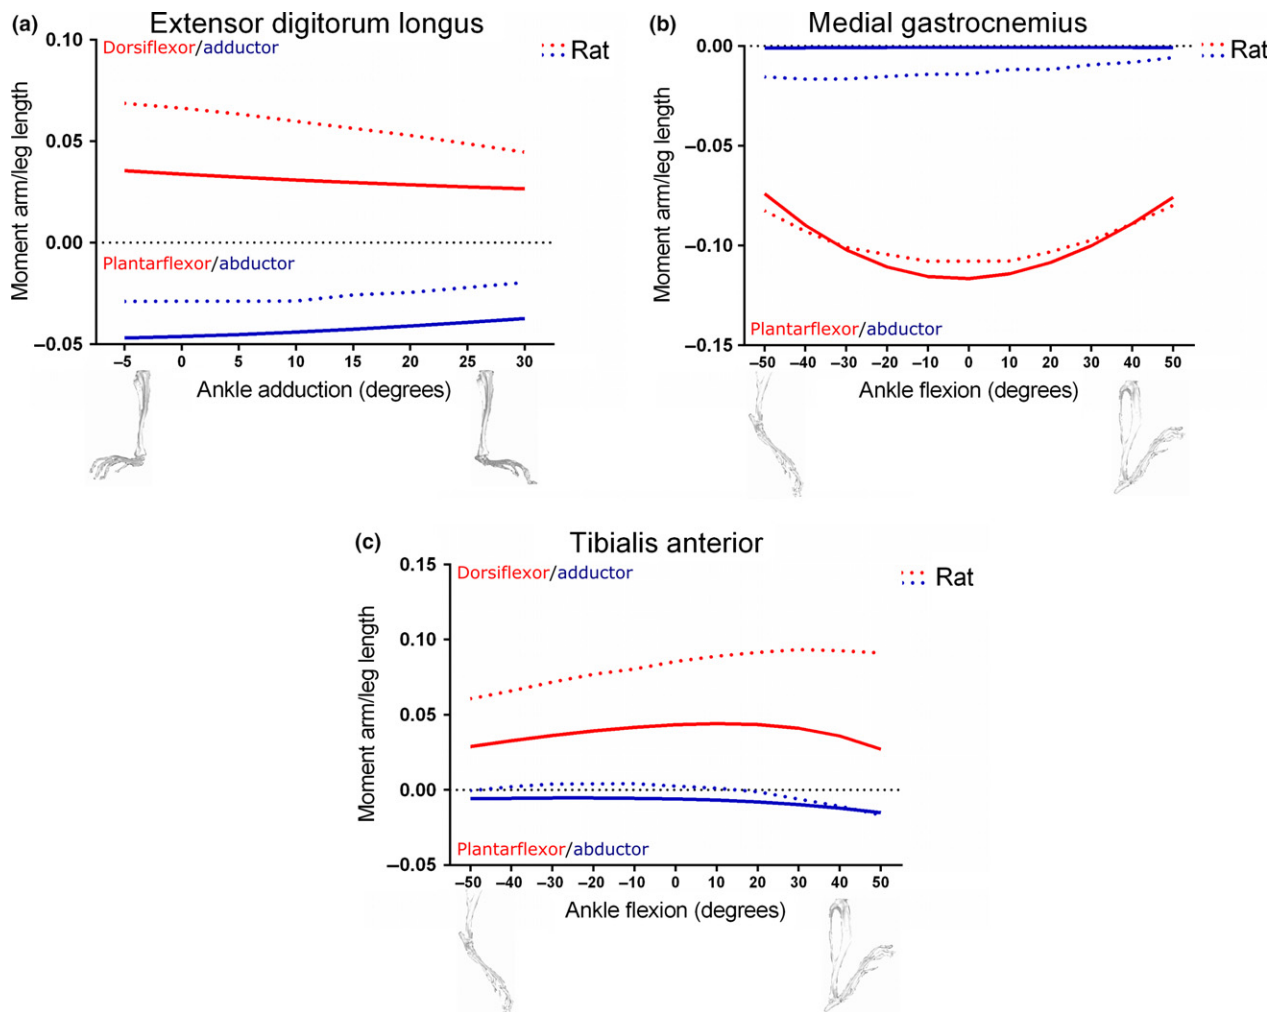 (a) Extensor digitorum longus
Dorsiflexor/adductor
Rat
0.10
0.05
0.00
–0.05
Moment arm/leg length
Plantarflexor/abductor
–5 0 5 10 15 20 25 30
Ankle adduction (degrees)
(b) Medial gastrocnemius
Rat
0.00
–0.05
–0.10
–0.15
Moment arm/leg length
Plantarflexor/abductor
–50 –40 –30 –20 –10 0 10 20 30 40 50
Ankle flexion (degrees)
(c) Tibialis anterior
Dorsiflexor/adductor
Rat
0.15
0.10
0.05
0.00
–0.05
Moment arm/leg length
Plantarflexor/abductor
–50 –40 –30 –20 –10 0 10 20 30 40 50
Ankle flexion (degrees)